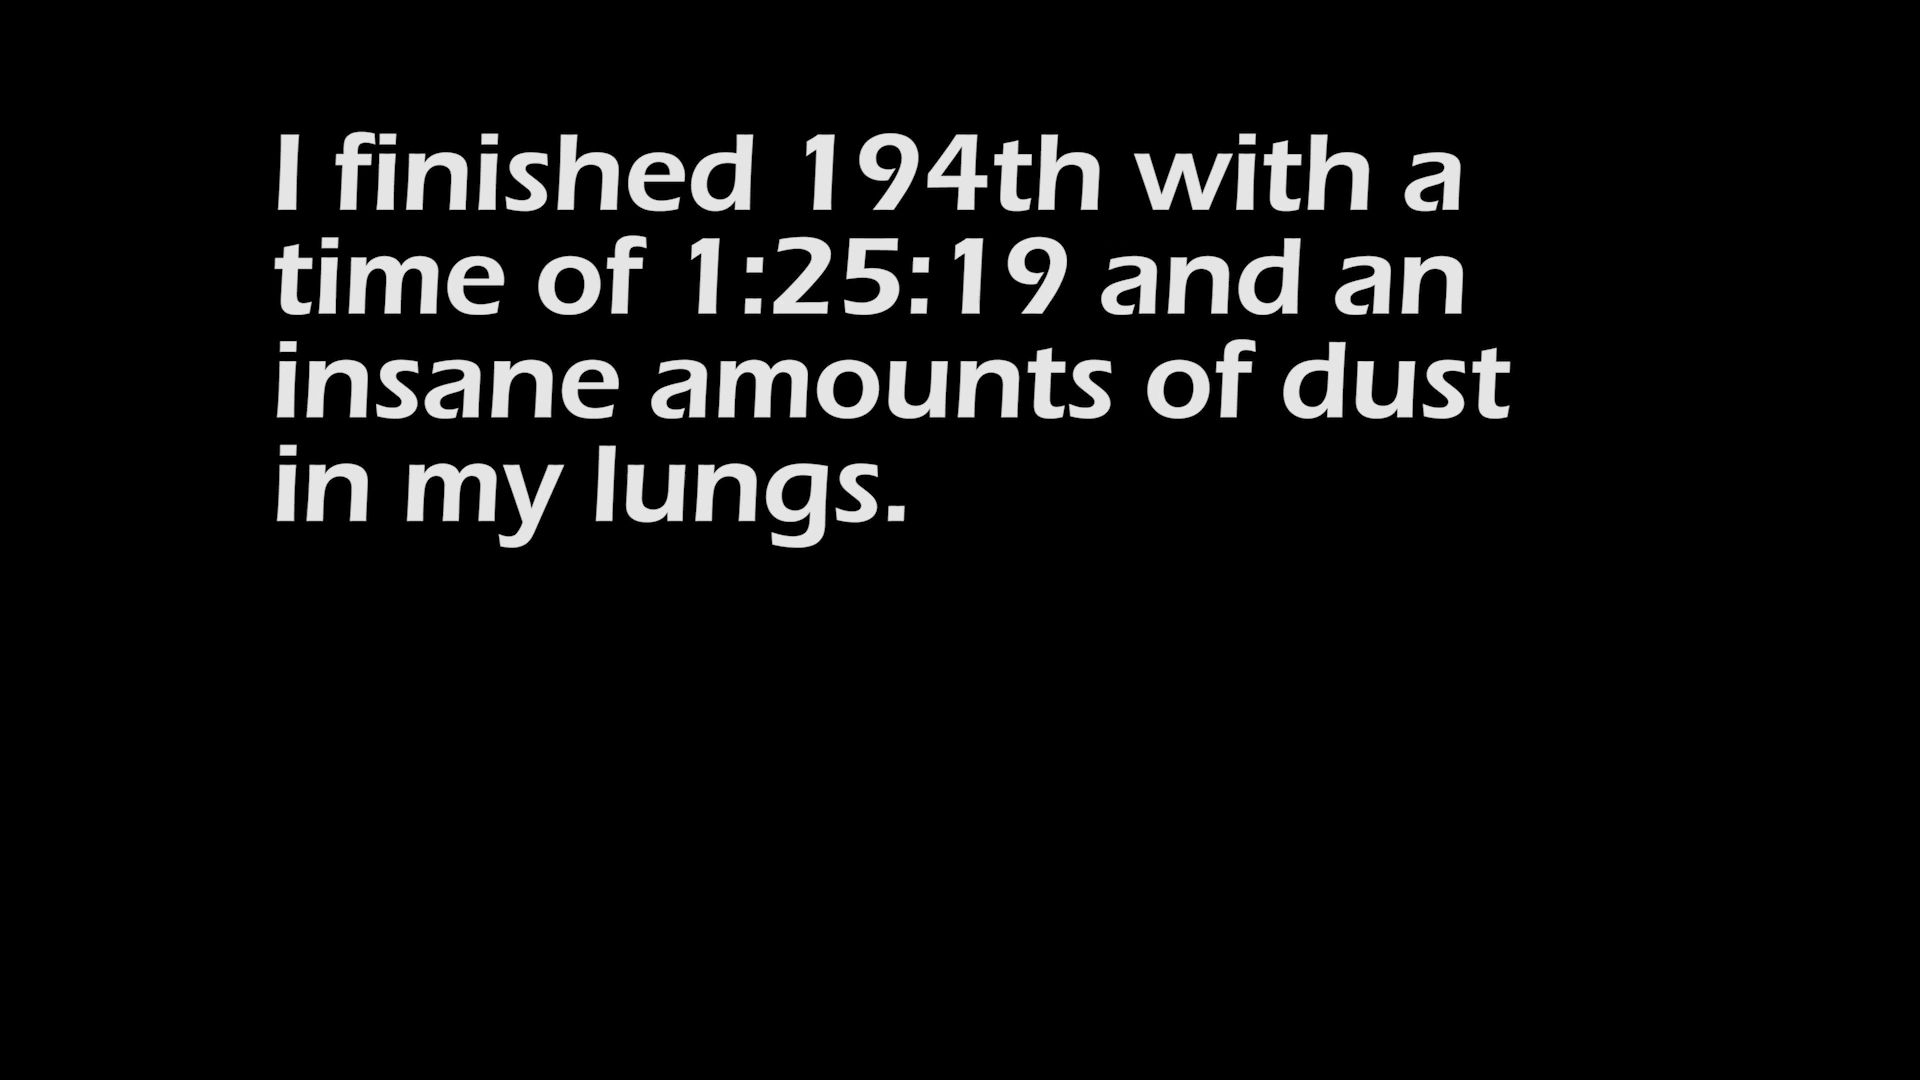 I finished 194th with a
time of 1:25:19 and an
insane amounts of dust
in my lungs.